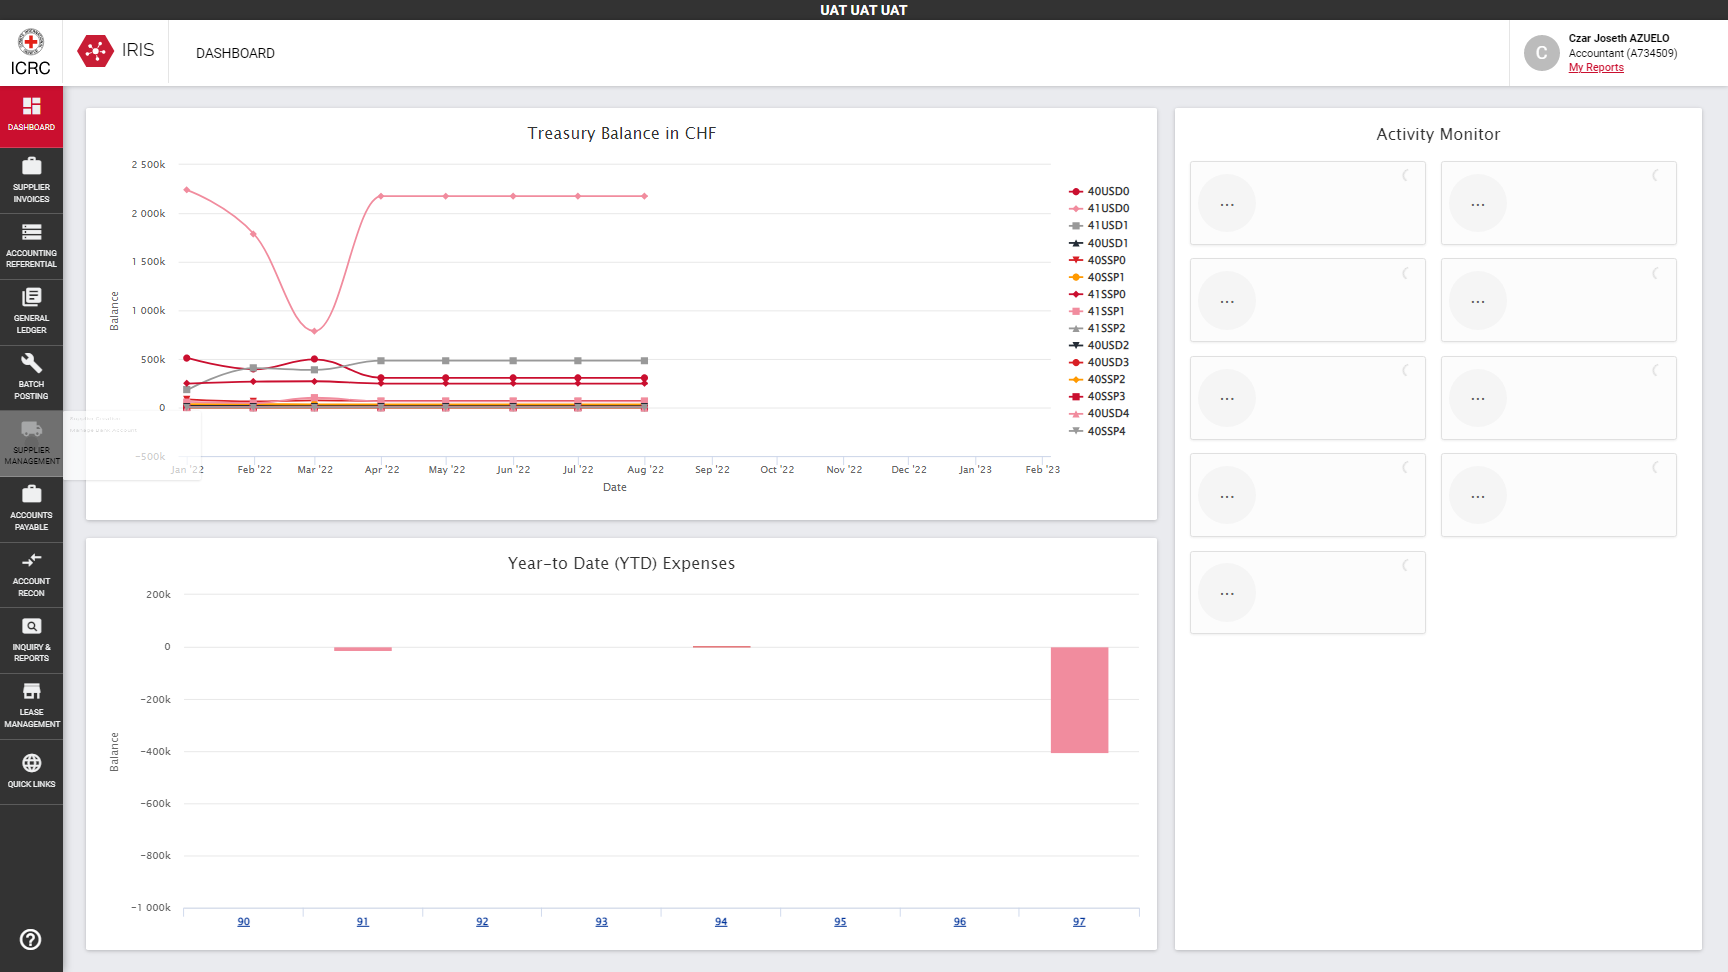 UAT UAT UAT
ICRC
IRIS
DASHBOARD
C
Czar Joseth AZUELO
Accountant (A734509)
My Reports
DASHBOARD
SUPPLIER
INVOICES
ACCOUNTING
REFERENTIAL
GENERAL
LEDGER
BATCH
POSTING
SUPPLIER
MANAGEMENT
ACCOUNTS
PAYABLE
ACCOUNT
RECON
INQUIRY &
REPORTS
LEASE
MANAGEMENT
QUICK LINKS
Treasury Balance in CHF
2 500k
2 000k
1 500k
1 000k
500k
0
-500k
Balance
Jan '22
Feb '22
Mar '22
Apr '22
May '22
Jun '22
Jul '22
Aug '22
Sep '22
Oct '22
Nov '22
Dec '22
Jan '23
Feb '23
Date
40USD0
41USD0
41USD1
40USD1
40SSP0
40SSP1
41SSP0
41SSP1
41SSP2
40USD2
40USD3
40SSP2
40SSP3
40USD4
40SSP4
Year-to Date (YTD) Expenses
200k
0
-200k
-400k
-600k
-800k
-1 000k
Balance
90
91
92
93
94
95
96
97
Activity Monitor
...
...
...
...
...
...
...
...
...